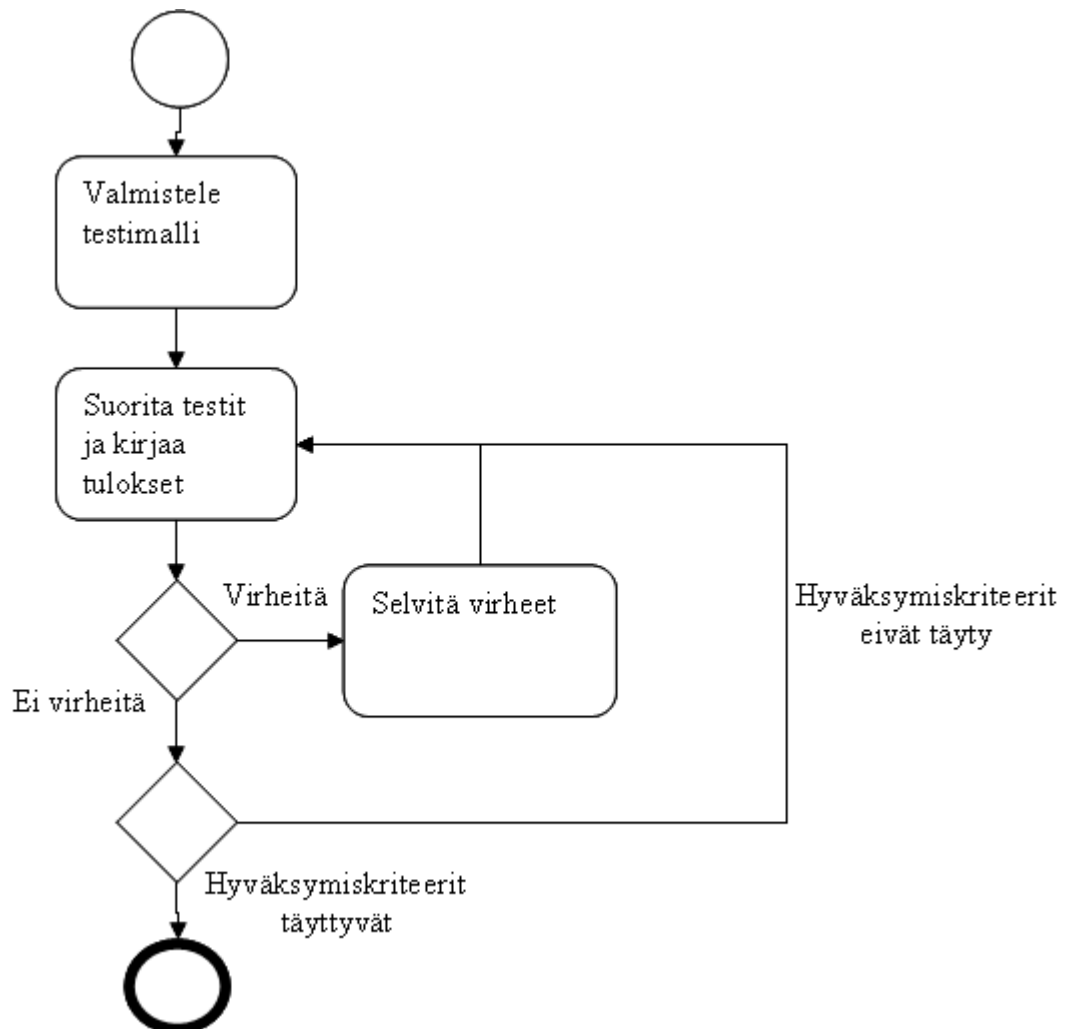 Valmistele
testimalli
Suorita testit
ja kirjaa
tulokset
Virheitä
Selvitä virheet
Hyväksymiskriteerit
eivät täyty
Ei virheitä
Hyväksymiskriteerit
täyttyvät